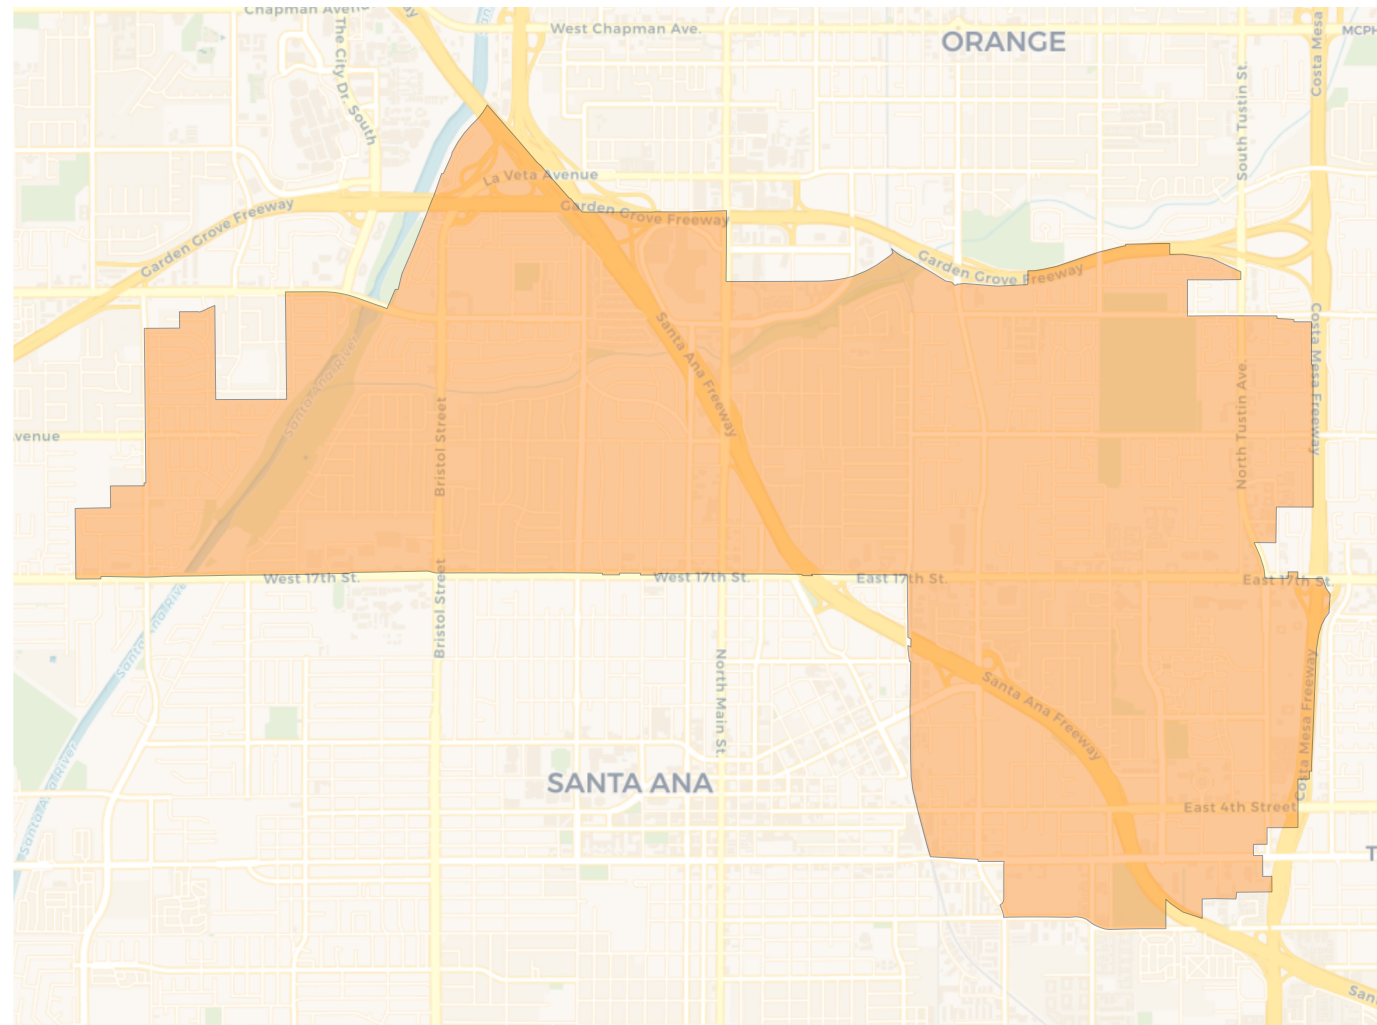 Chapman Avenue
West Chapman Ave.
ORANGE
MCPH
Costa Mesa
The City Dr. South
South Tustin St.
La Veta Avenue
Garden Grove Freeway
Garden Grove Freeway
Garden Grove Freeway
Santa Ana River
Santa Ana Freeway
Costa Mesa Freeway
North Tustin Ave.
venue
Bristol Street
West 17th St.
West 17th St.
East 17th St.
East 17th St.
Bristol Street
Santa Ana River
North Main St.
Santa Ana Freeway
Costa Mesa Freeway
Santa Ana River
SANTA ANA
East 4th Street
T